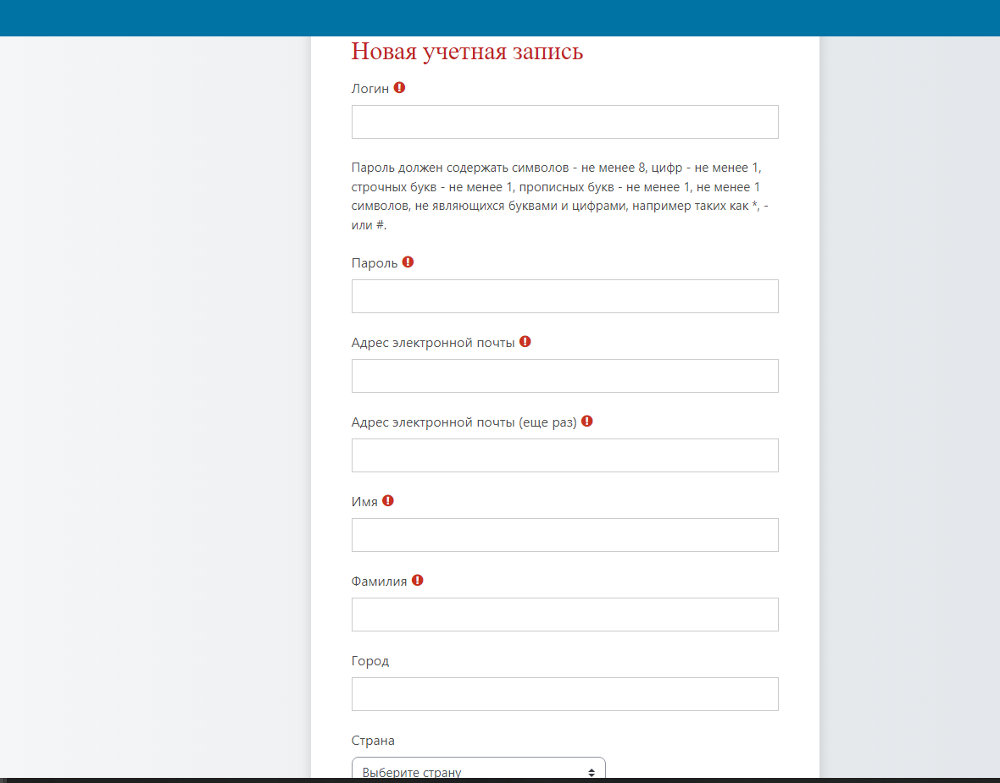 Новая учетная запись
Логин
Пароль должен содержать символов - не менее 8, цифр - не менее 1,
строчных букв - не менее 1, прописных букв - не менее 1, не менее 1
символов, не являющихся буквами и цифрами, например таких как *, -
или #.
Пароль
Адрес электронной почты
Адрес электронной почты (еще раз)
Имя
Фамилия
Город
Страна
Выберите страну